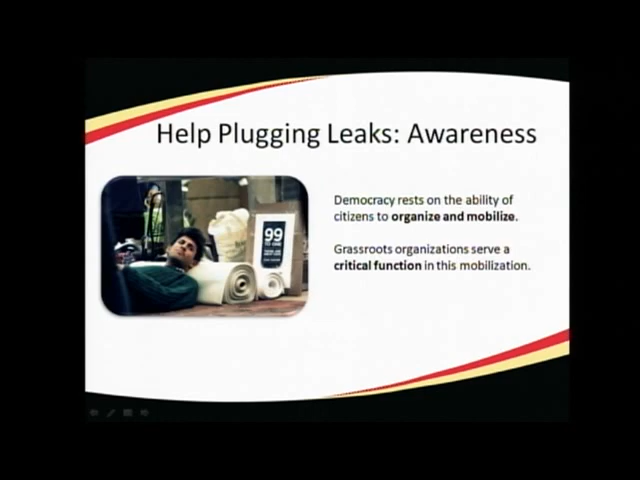 Help Plugging Leaks: Awareness
Democracy rests on the ability of
citizens to organize and mobilize.
Grassroots organizations serve a
critical function in this mobilization.
99